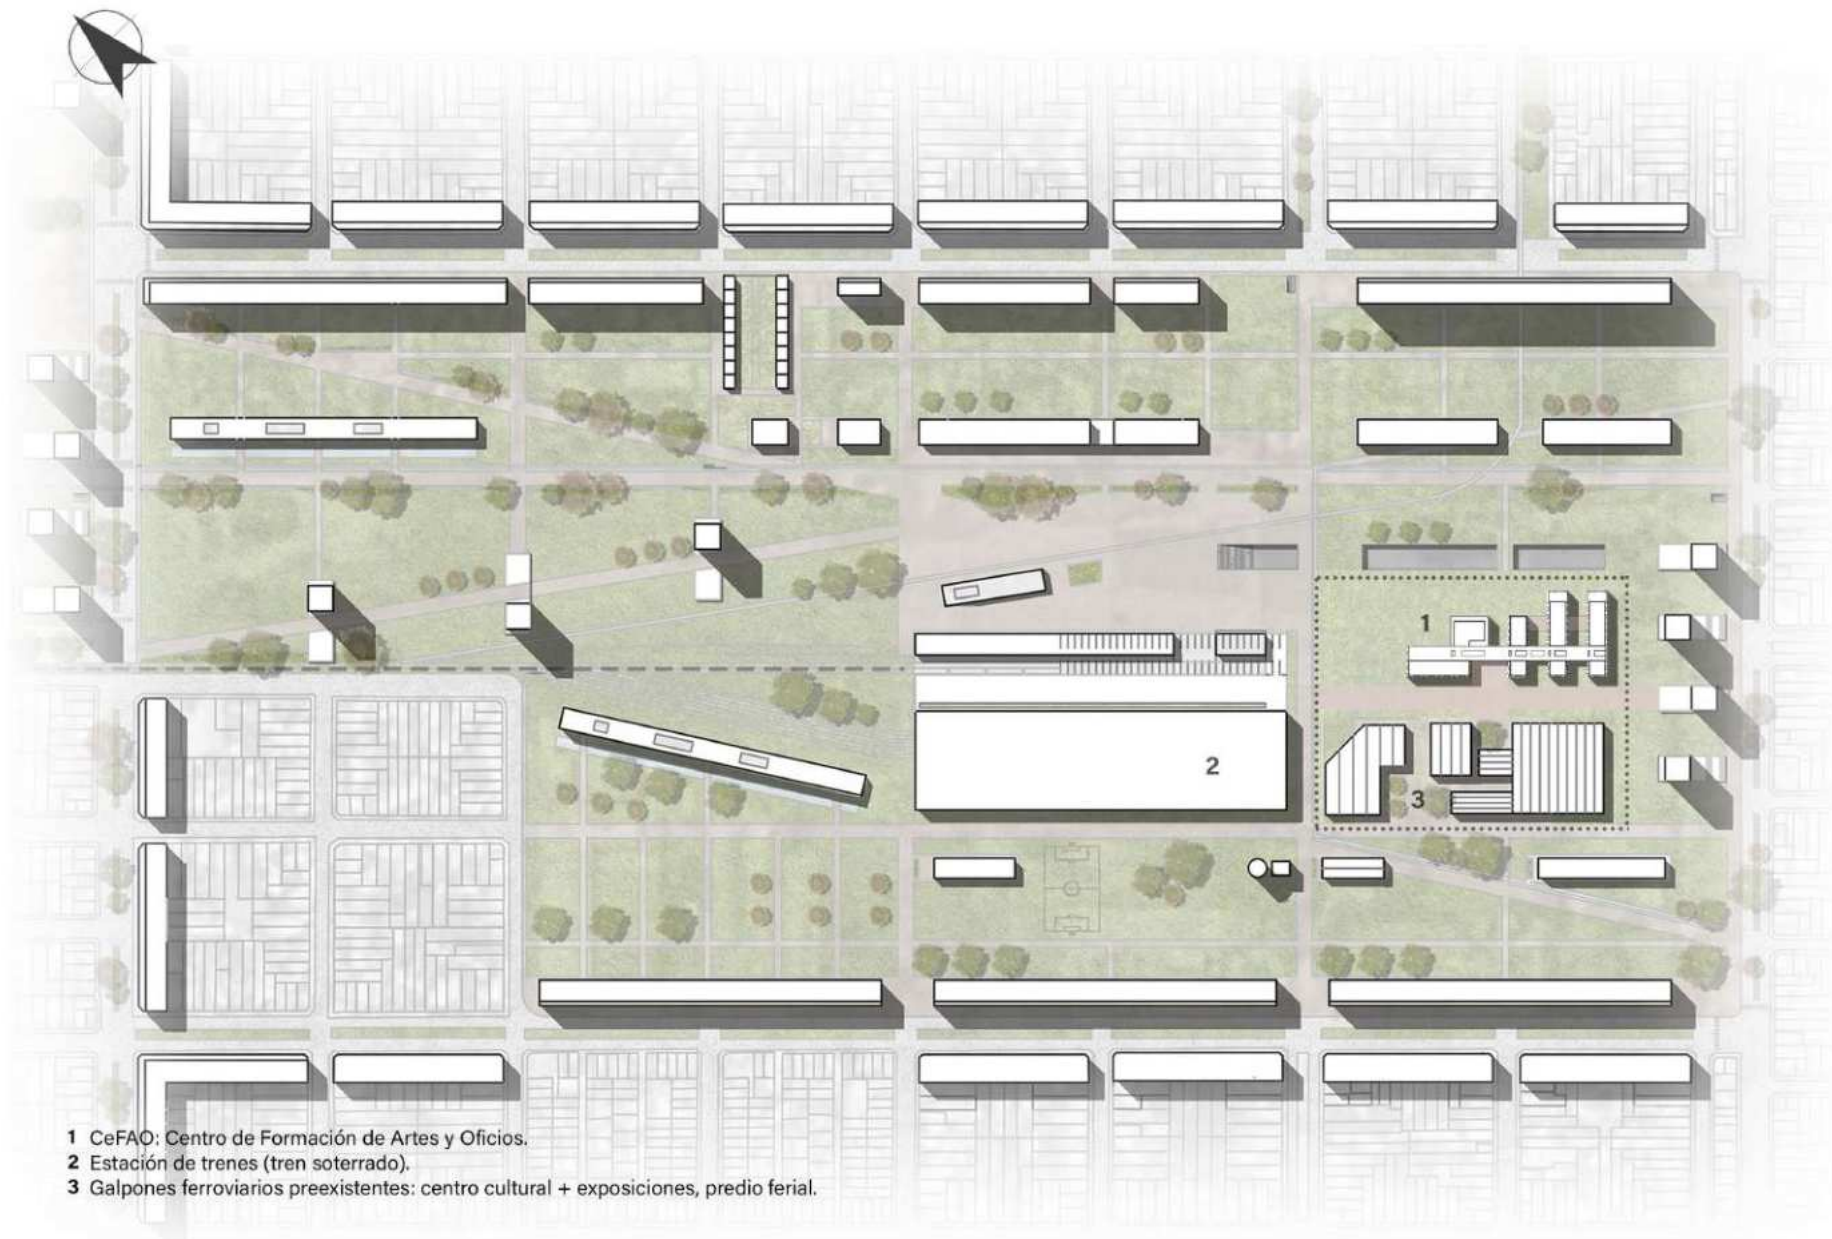 1
2
3
1 CeFAO: Centro de Formación de Artes y Oficios.
2 Estación de trenes (tren soterrado).
3 Galpones ferroviarios preexistentes: centro cultural + exposiciones, predio ferial.